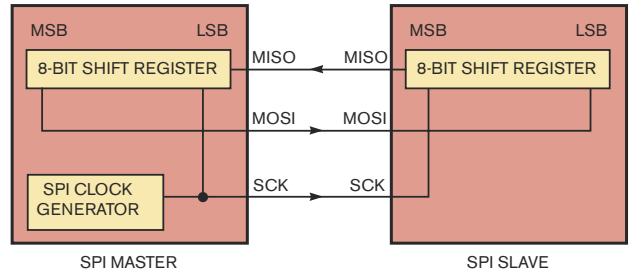 MSB LSB
MISO MISO
MSB LSB
8-BIT SHIFT REGISTER
8-BIT SHIFT REGISTER
MOSI MOSI
SPI CLOCK
GENERATOR
SCK SCK
SPI MASTER
SPI SLAVE